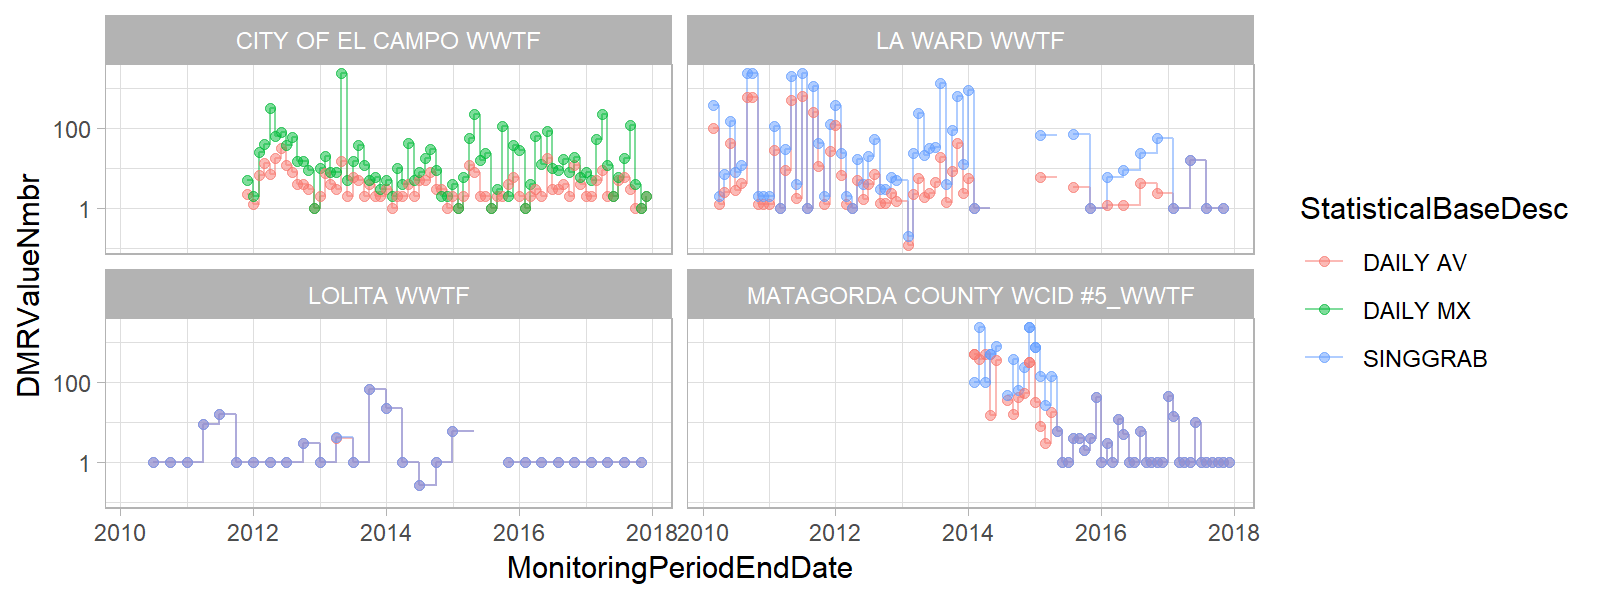 CITY OF EL CAMPO WWTF
LA WARD WWTF
100
1
LOLITA WWTF
MATAGORDA COUNTY WCID #5_WWTF
100
1
2010 2012 2014 2016 2018
2010 2012 2014 2016 2018
MonitoringPeriodEndDate
DMRValueNmbr
StatisticalBaseDesc
DAILY AV
DAILY MX
SINGGRAB